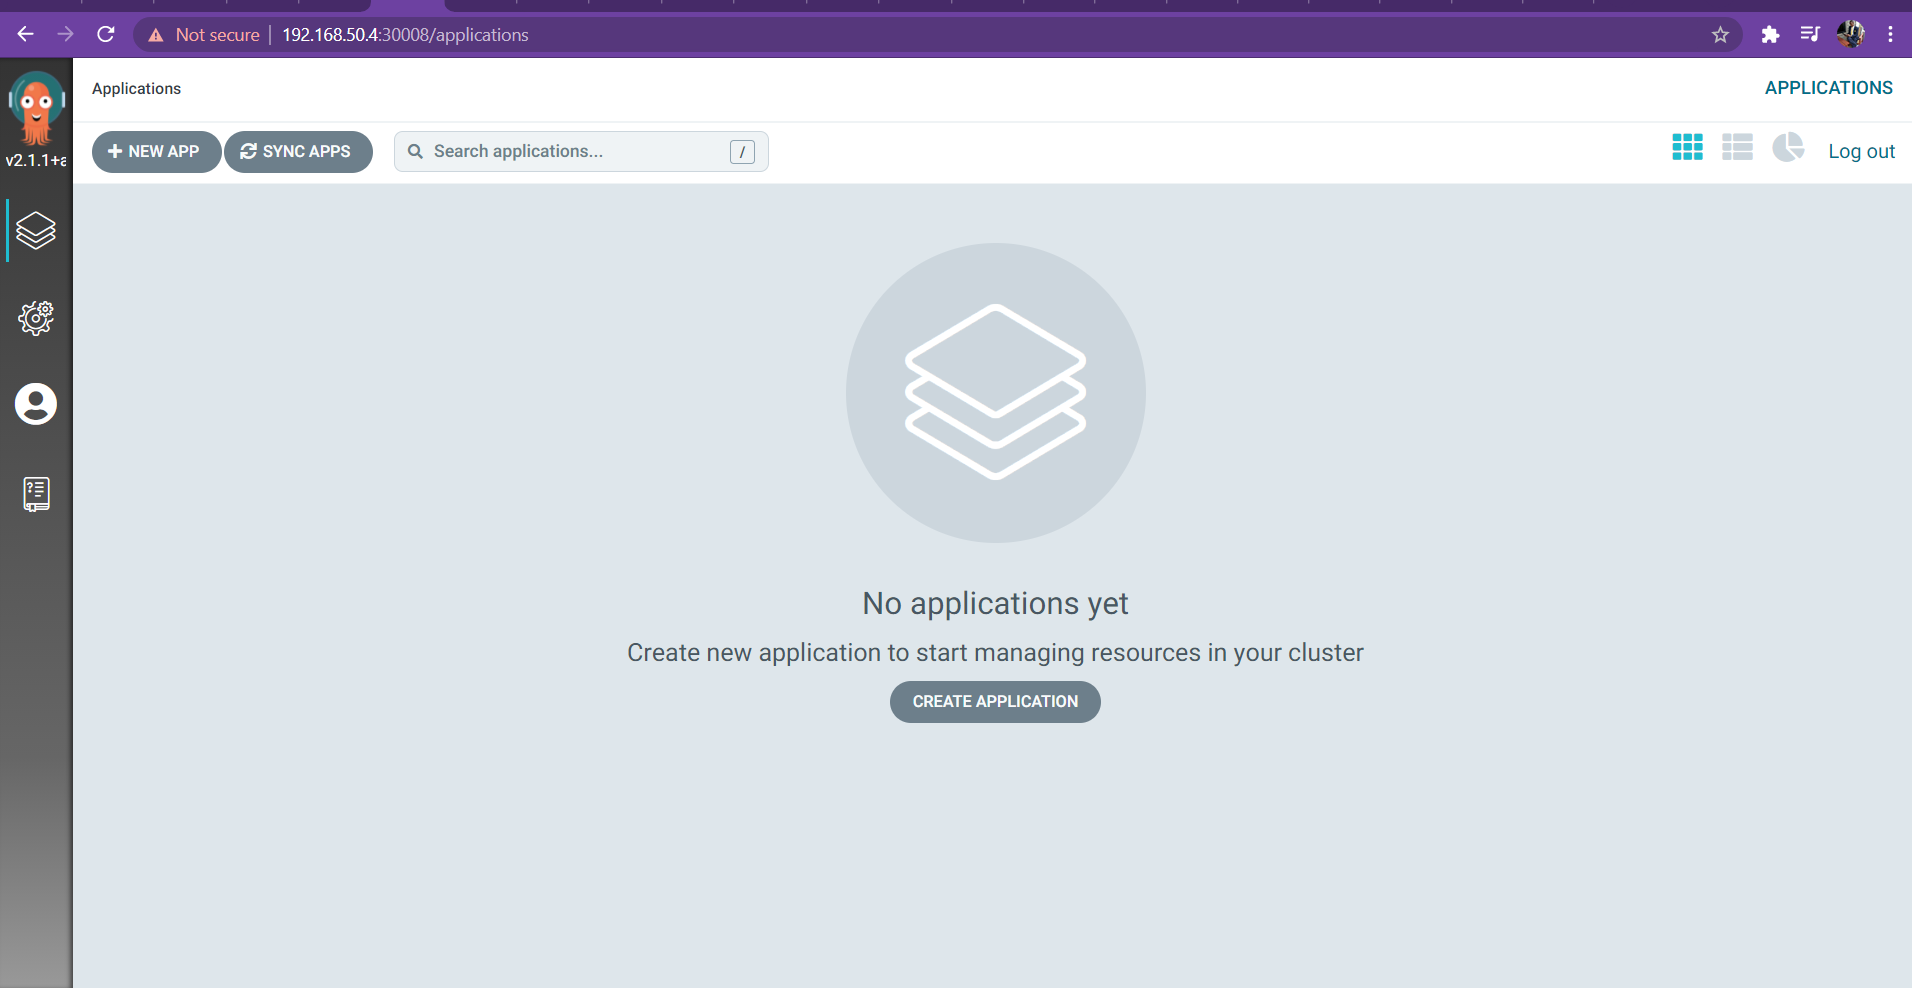 Not secure | 192.168.50.4:30008/applications
Applications
APPLICATIONS
v2.1.1+a
NEW APP
SYNC APPS
Search applications...
/
Log out
No applications yet
Create new application to start managing resources in your cluster
CREATE APPLICATION